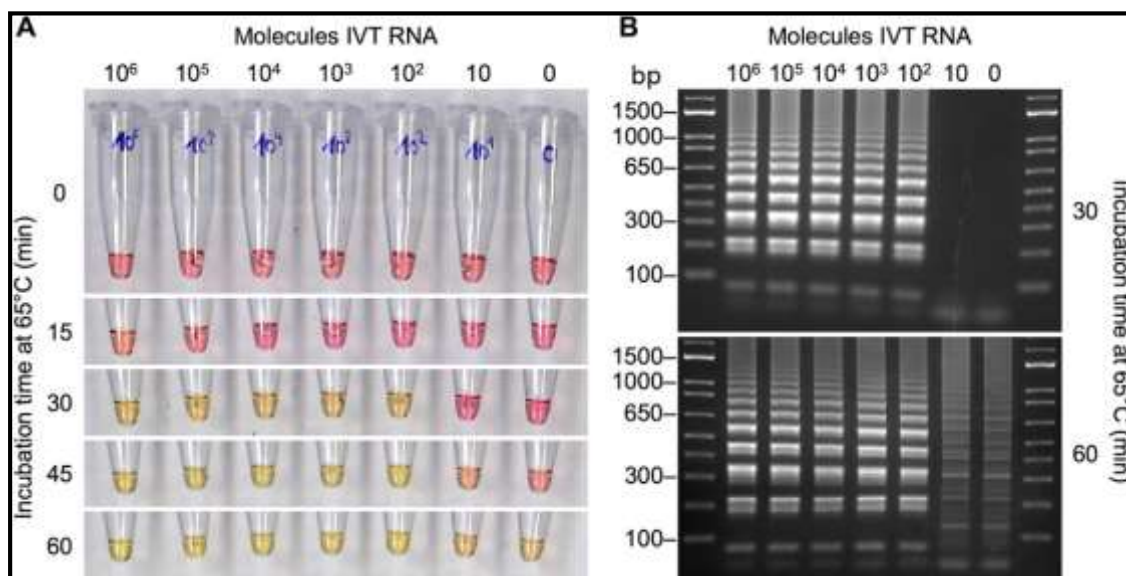 A
Molecules IVT RNA
10⁶ 10⁵ 10⁴ 10³ 10² 10 0
Incubation time at 65°C (min)
0
10² 10¹
15
30
45
60
B
Molecules IVT RNA
bp 10⁶ 10⁵ 10⁴ 10³ 10² 10 0
1500
1000
650
300
100
30
1500
1000
650
300
100
60
Incubation time at 65°C (min)